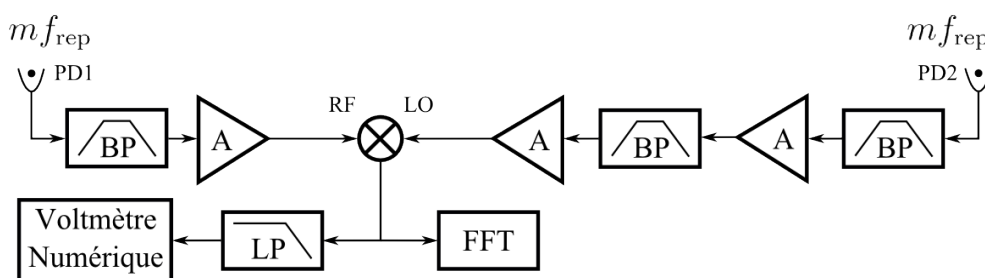 mf_rep
mf_rep
PD1
PD2
RF
LO
BP
A
A
BP
A
BP
Voltmètre
Numérique
LP
FFT